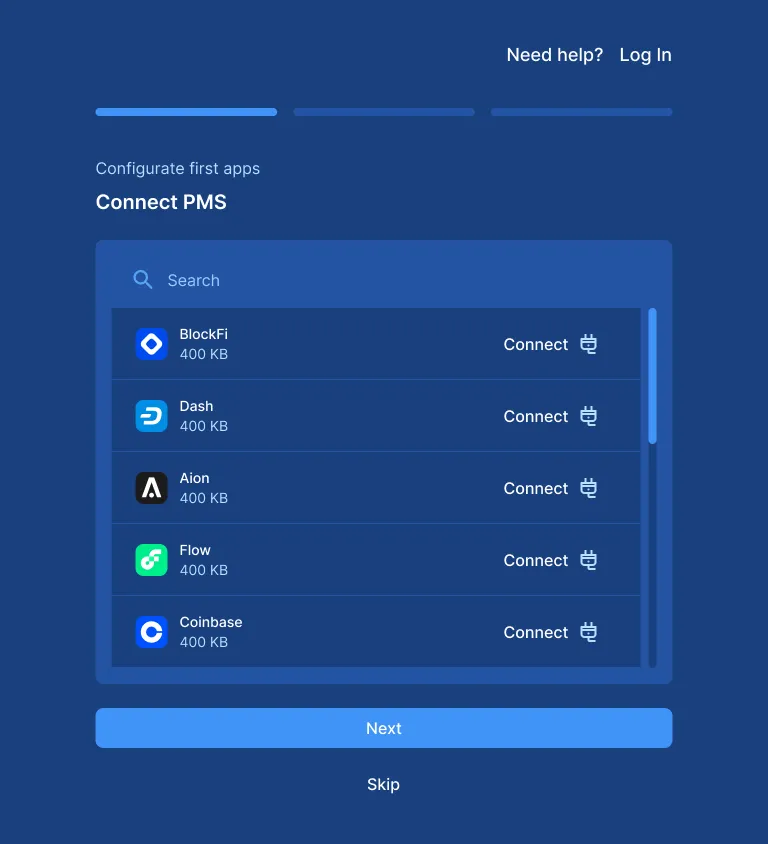 Need help? Log In
Configurate first apps
Connect PMS
Search
BlockFi
400 KB
Connect
Dash
400 KB
Connect
Aion
400 KB
Connect
Flow
400 KB
Connect
Coinbase
400 KB
Connect
Next
Skip